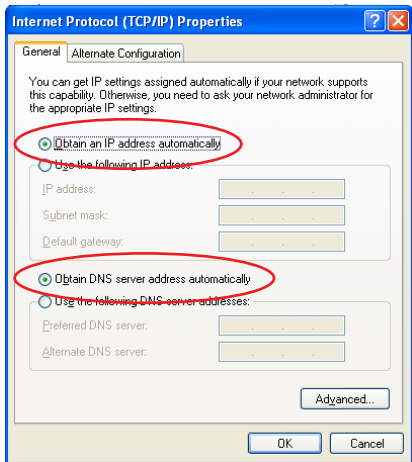 Internet Protocol (TCP/IP) Properties
General
Alternate Configuration
You can get IP settings assigned automatically if your network supports
this capability. Otherwise, you need to ask your network administrator for
the appropriate IP settings.
Obtain an IP address automatically
Use the following IP address:
IP address:
Subnet mask:
Default gateway:
Obtain DNS server address automatically
Use the following DNS server addresses:
Preferred DNS server:
Alternate DNS server:
Advanced...
OK
Cancel